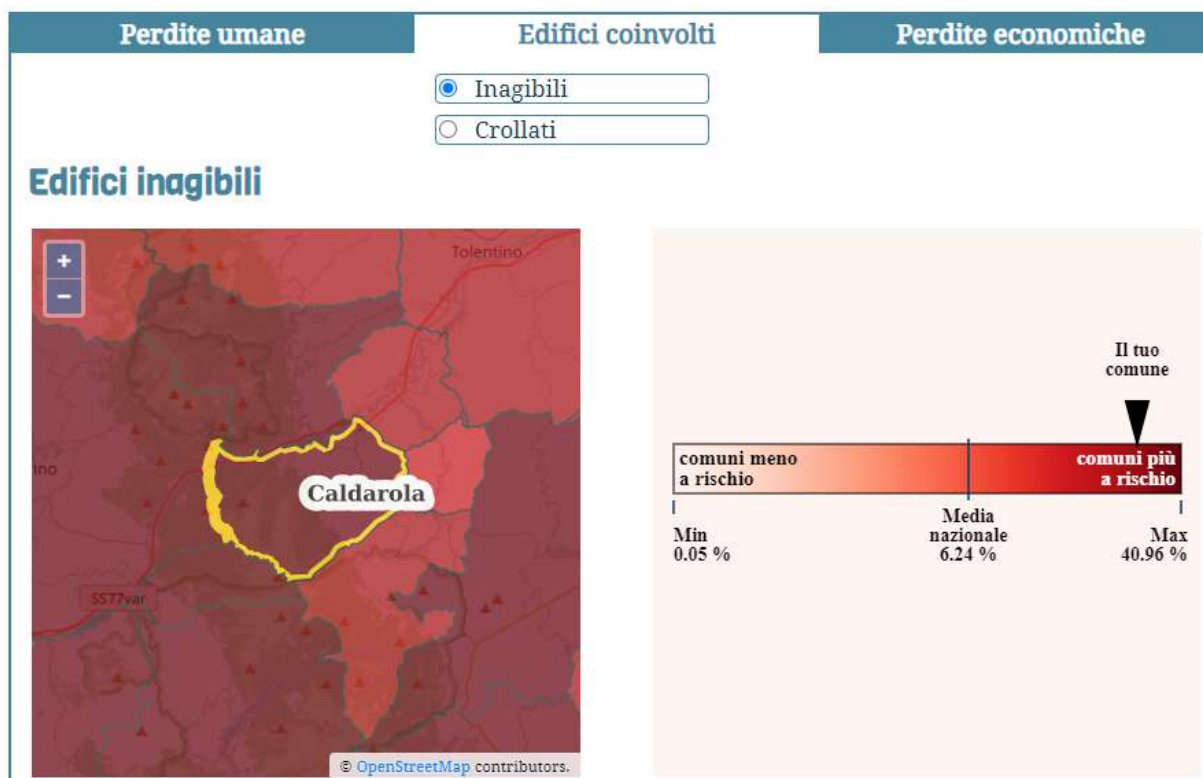 Perdite umane
Edifici coinvolti
Perdite economiche
Inagibili
Crollati
Edifici inagibili
+
−
Tolentino
ino
Caldarola
SS77var
© OpenStreetMap contributors.
Il tuo
comune
comuni meno
a rischio
comuni più
a rischio
Min
0.05 %
Media
nazionale
6.24 %
Max
40.96 %